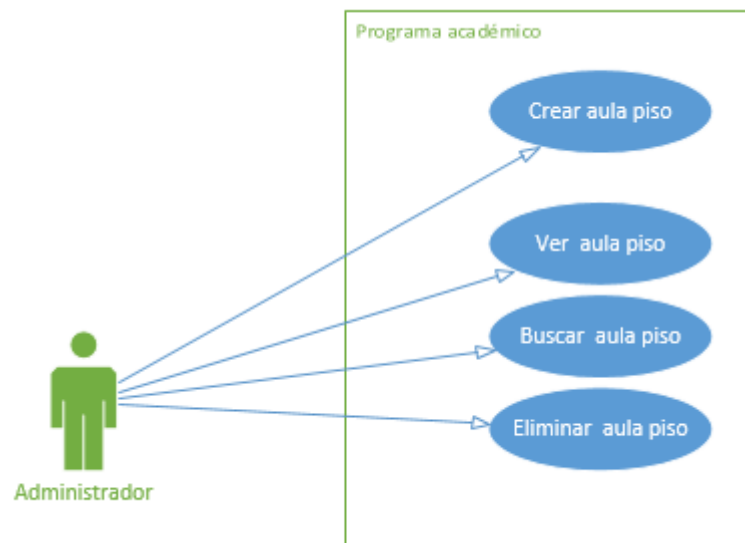 Programa académico
Crear aula piso
Ver aula piso
Buscar aula piso
Eliminar aula piso
Administrador